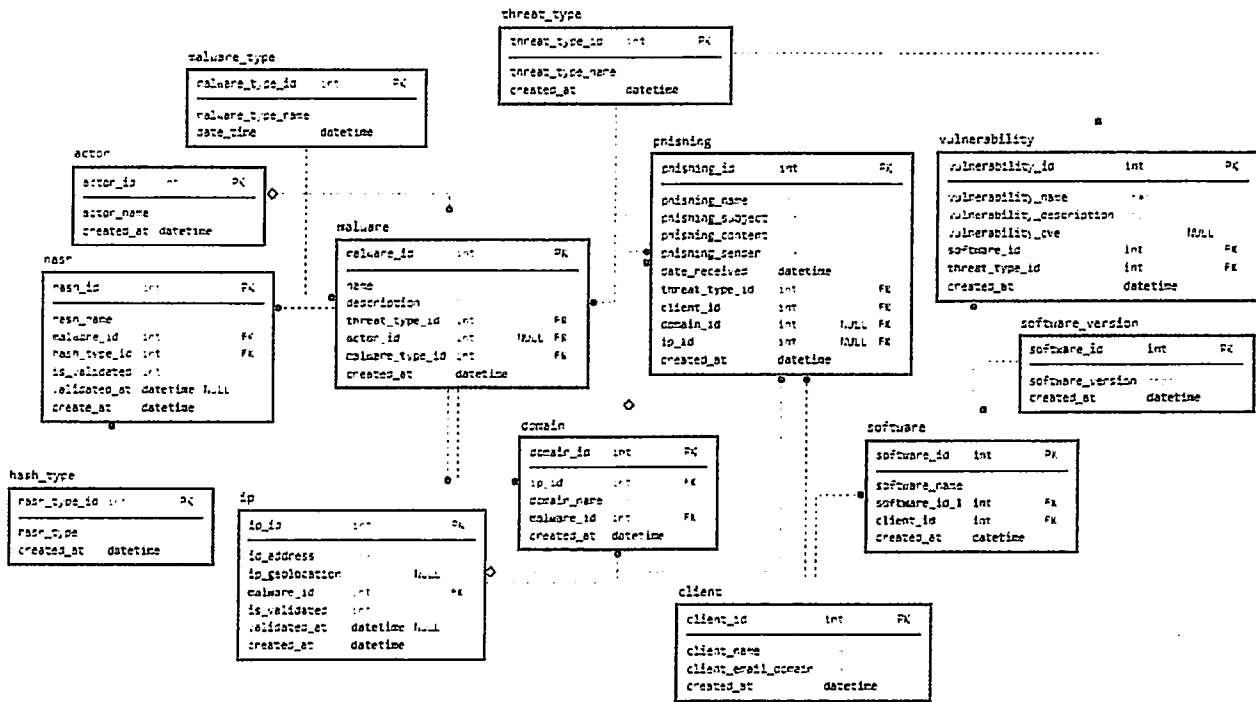 threat_type
threat_type_id int PK
threat_type_name
created_at datetime
malware_type
malware_type_id int PK
malware_type_name
date_time datetime
actor
actor_id int PK
actor_name
created_at datetime
hash
hash_id int PK
hash_name
malware_id int FK
hash_type_id int FK
is_validated int
validated_at datetime NULL
create_at datetime
hash_type
hash_type_id int PK
hash_type
created_at datetime
malware
malware_id int PK
name
description
threat_type_id int FK
actor_id int NULL FK
malware_type_id int FK
created_at datetime
ip
ip_id int PK
ip_address
ip_geolocation NULL
malware_id int FK
is_validated int
validated_at datetime NULL
created_at datetime
domain
domain_id int PK
ip_id int FK
domain_name
malware_id int FK
created_at datetime
phishing
phishing_id int PK
phishing_name
phishing_subject
phishing_content
phishing_sender
date_received datetime
threat_type_id int FK
client_id int FK
domain_id int NULL FK
ip_id int NULL FK
created_at datetime
vulnerability
vulnerability_id int PK
vulnerability_name
vulnerability_description
vulnerability_cve NULL
software_id int FK
threat_type_id int FK
created_at datetime
software_version
software_id int PK
software_version
created_at datetime
software
software_id int PK
software_name
software_id_1 int FK
client_id int FK
created_at datetime
client
client_id int PK
client_name
client_email_domain
created_at datetime